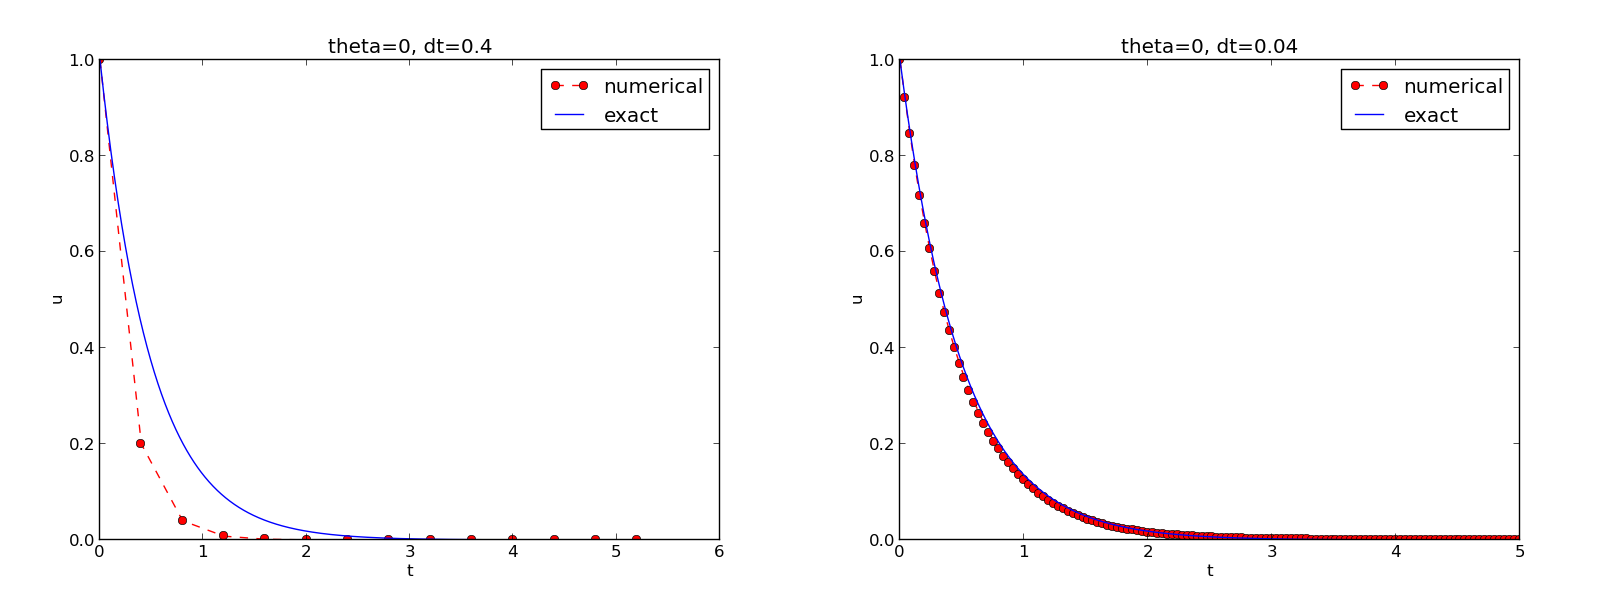 theta=0, dt=0.4
numerical
exact
1.0
0.8
0.6
0.4
0.2
0.0
u
0 1 2 3 4 5 6
t
theta=0, dt=0.04
numerical
exact
1.0
0.8
0.6
0.4
0.2
0.0
u
0 1 2 3 4 5
t